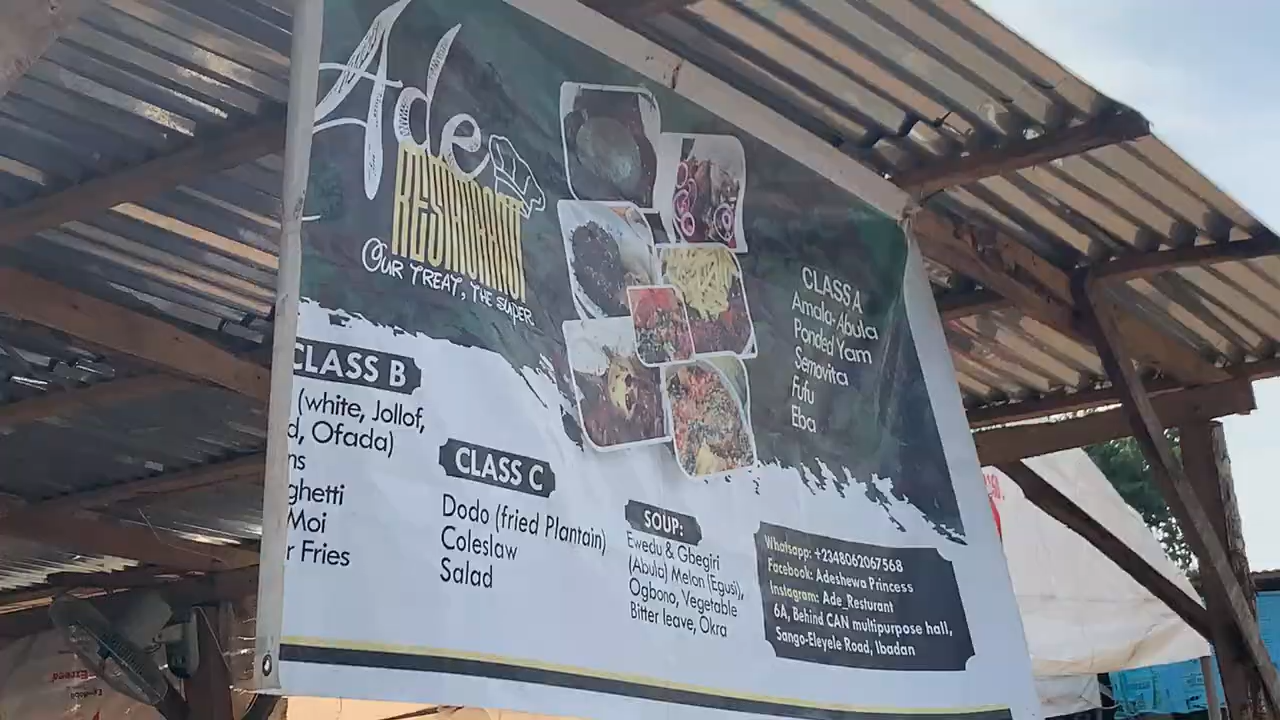 Ade
RESTAURANT
OUR TREAT, THE SUPER.
CLASS A
Amala-Abula
Ponded Yam
Semovita
Fufu
Eba
CLASS B
(white, Jollof,
d, Ofada)
ns
ghetti
Moi
r Fries
CLASS C
Dodo (fried Plantain)
Coleslaw
Salad
SOUP:
Ewedu & Gbegiri
(Abula) Melon (Egusi),
Ogbono, Vegetable
Bitter leave, Okra
Whatsapp: +2348062067568
Facebook: Adeshewa Princess
Instagram: Ade_Resturant
6A, Behind CAN multipurpose hall,
Sango-Eleyele Road, Ibadan